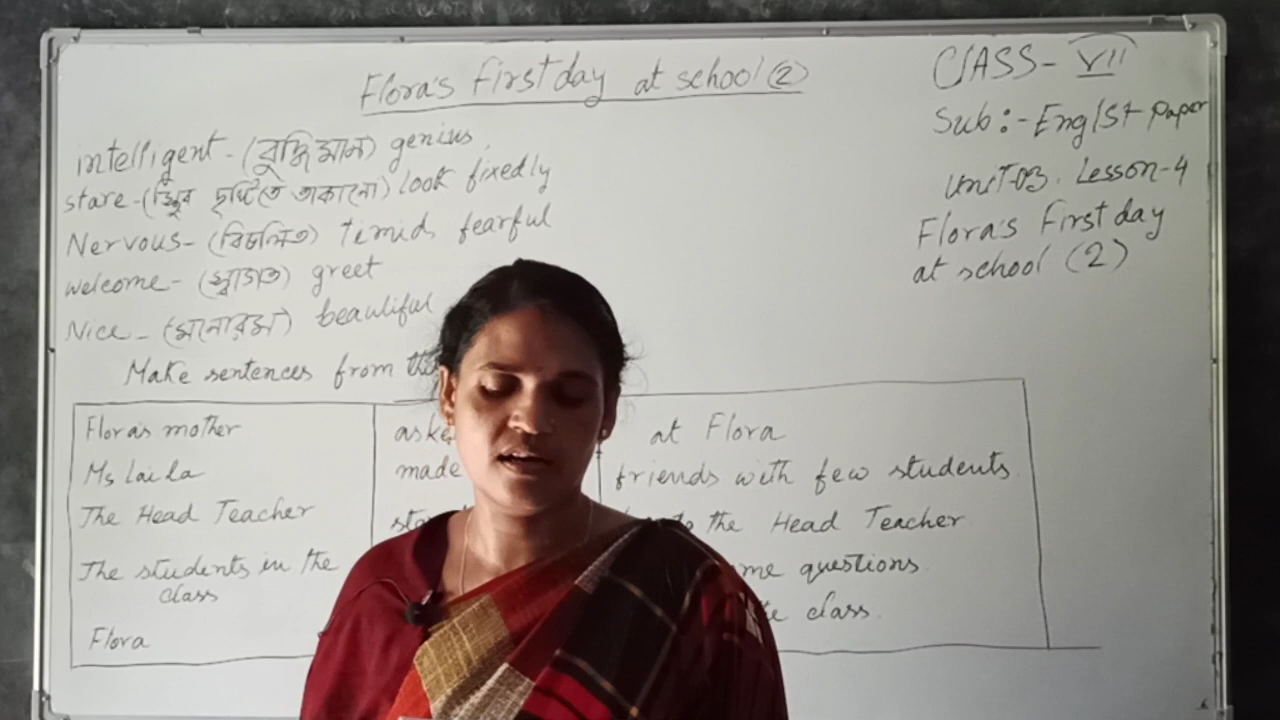 Flora's first day at school (2)
CLASS - VII
Sub :- Eng 1st paper
Unit-03. Lesson-4
Flora's First day
at school (2)
intelligent - (বুদ্ধিমান) genius
stare - (স্থির দৃষ্টিতে তাকানো) look fixedly
Nervous - (বিচলিত) timid, fearful
welcome - (স্বাগত) greet
Nice - (মনোরম) beautiful
Make sentences from
Flora's mother
Ms Laila
The Head Teacher
The students in the
class
Flora
made
at Flora
friends with few students.
the Head Teacher
questions
class.